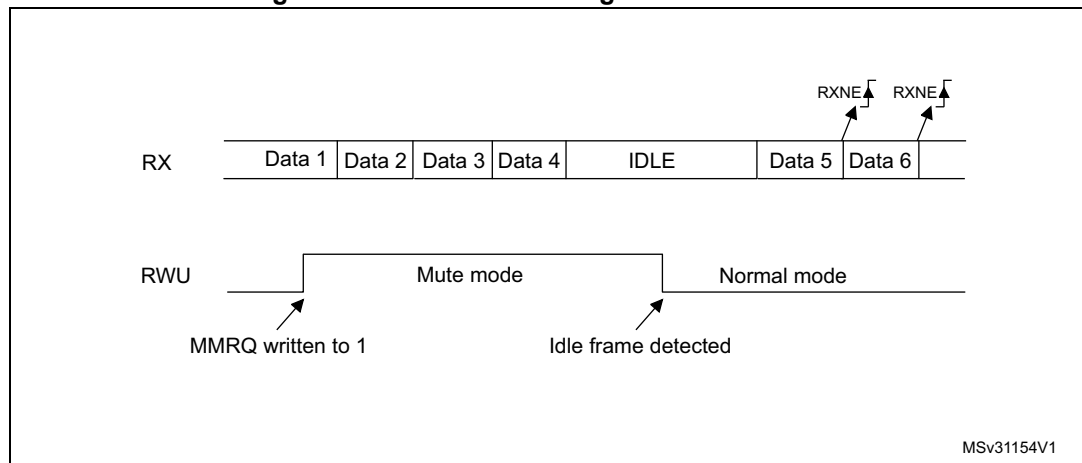 RXNE RXNE
RX Data 1 Data 2 Data 3 Data 4 IDLE Data 5 Data 6
RWU Mute mode Normal mode
MMRQ written to 1 Idle frame detected
MSv31154V1